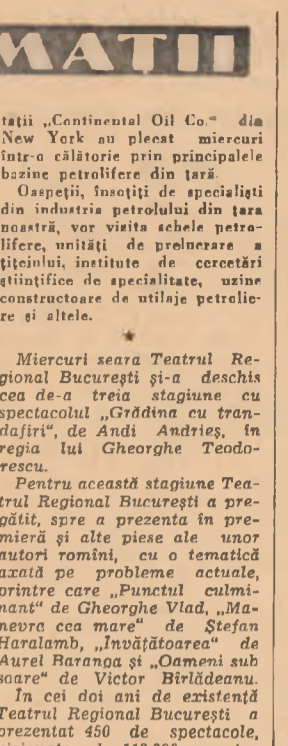 MATII
tații „Continental Oil Co.“ din
New York au plecat miercuri
într-o călătorie prin principalele
bazine petrolifere din țară.
Oaspeții, însoțiți de specialiști
din industria petrolului din țara
noastră, vor vizita schele petro-
lifere, unități de prelucrare a
țițeiului, institute de cercetări
științifice de specialitate, uzine
constructoare de utilaje petrolie-
re și altele.
*
Miercuri seara Teatrul Re-
gional București și-a deschis
cea de-a treia stagiune cu
spectacolul „Grădina cu tran-
dafiri“, de Andi Andrieș, în
regia lui Gheorghe Teodo-
rescu.
Pentru această stagiune Tea-
trul Regional București a pre-
gătit, spre a prezenta în pre-
mieră și alte piese ale unor
autori romîni, cu o tematică
axată pe probleme actuale,
printre care „Punctul culmi-
nant“ de Gheorghe Vlad, „Ma-
nevra cea mare“ de Ștefan
Haralamb, „Învățătoarea“ de
Aurel Baranga și „Oameni sub
soare“ de Victor Bîrlădeanu.
În cei doi ani de existență
Teatrul Regional București a
prezentat 450 de spectacole,